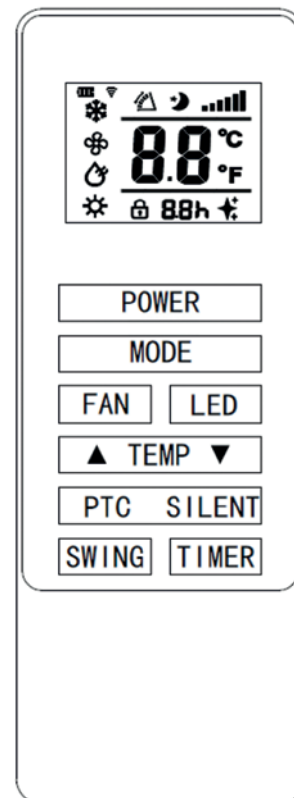 88 °C
°F
8.8h
POWER
MODE
FAN LED
▲ TEMP ▼
PTC SILENT
SWING TIMER